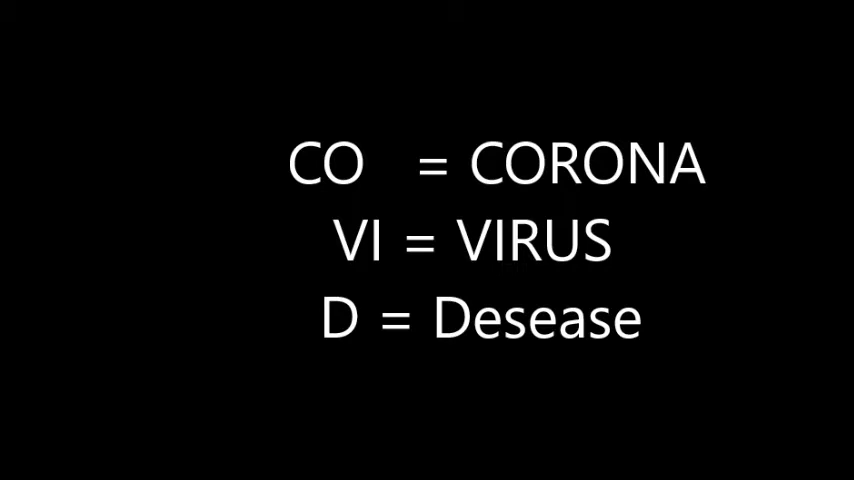 CO = CORONA
VI = VIRUS
D = Desease